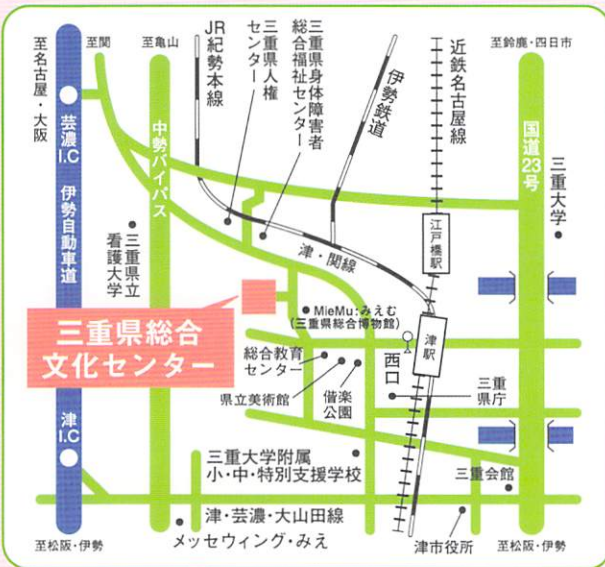 至名古屋・大阪
至関
至亀山
JR紀勢本線
三重県人権
センター
三重県身体障害者
総合福祉センター
伊勢鉄道
近鉄名古屋線
至鈴鹿・四日市
芸濃
I.C
伊勢自動車道
中勢バイパス
国道23号
三重大学
三重県立
看護大学
江戸橋駅
津・関線
三重県総合
文化センター
MieMu:みえむ
(三重県総合博物館)
津駅
西口
総合教育
センター
県立美術館
偕楽
公園
三重
県庁
津
I.C
三重大学附属
小・中・特別支援学校
三重会館
津・芸濃・大山田線
メッセウィング・みえ
津市役所
至松阪・伊勢
至松阪・伊勢